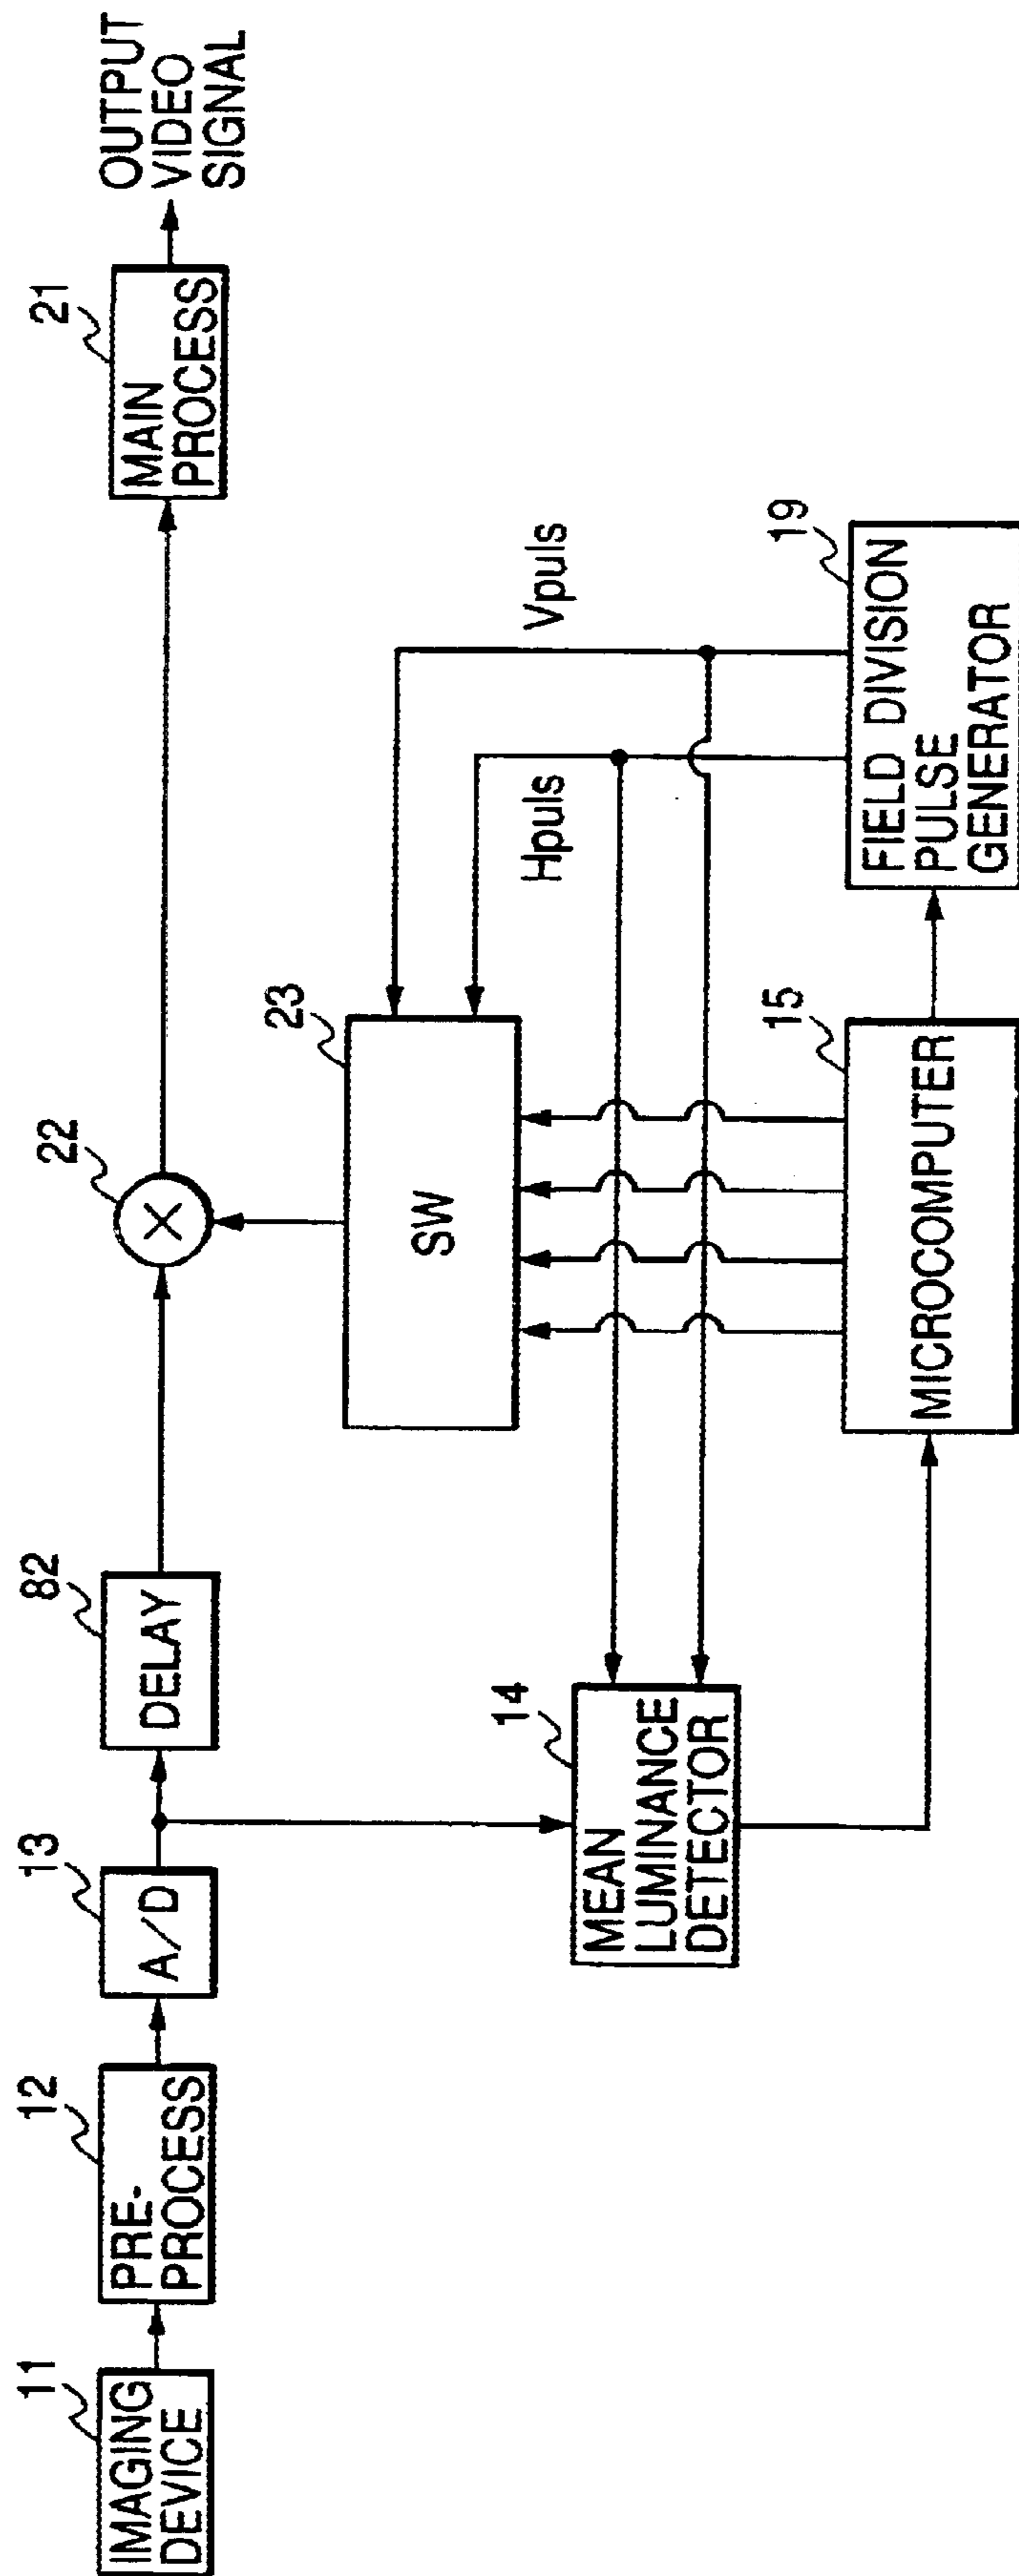 11
IMAGING
DEVICE
12
PRE-
PROCESS
13
A/D
82
DELAY
22
×
21
MAIN
PROCESS
OUTPUT
VIDEO
SIGNAL
23
SW
Hpuls
Vpuls
14
MEAN
LUMINANCE
DETECTOR
15
MICROCOMPUTER
19
FIELD DIVISION
PULSE
GENERATOR